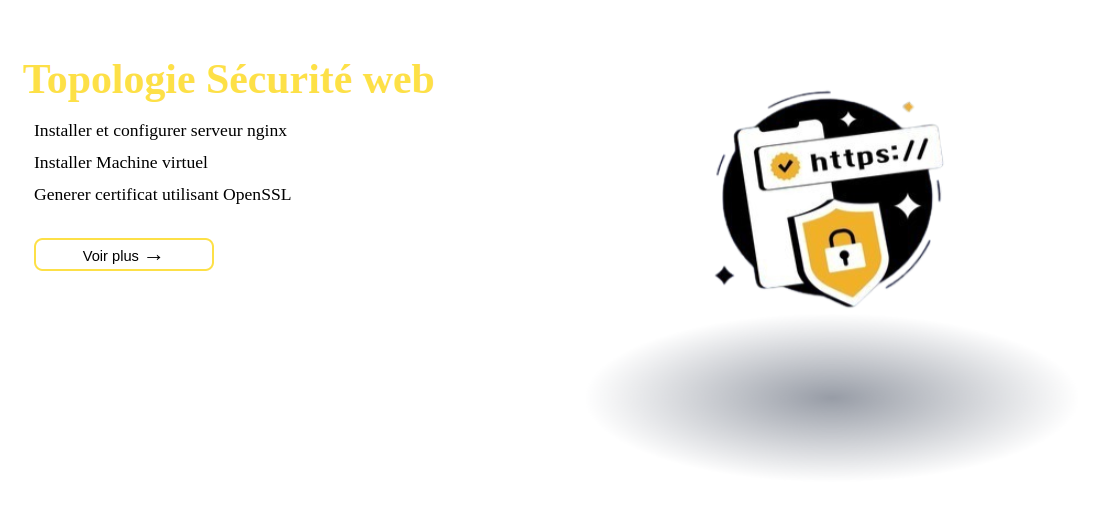 Topologie Sécurité web
Installer et configurer serveur nginx
Installer Machine virtuel
Generer certificat utilisant OpenSSL
Voir plus →
https://